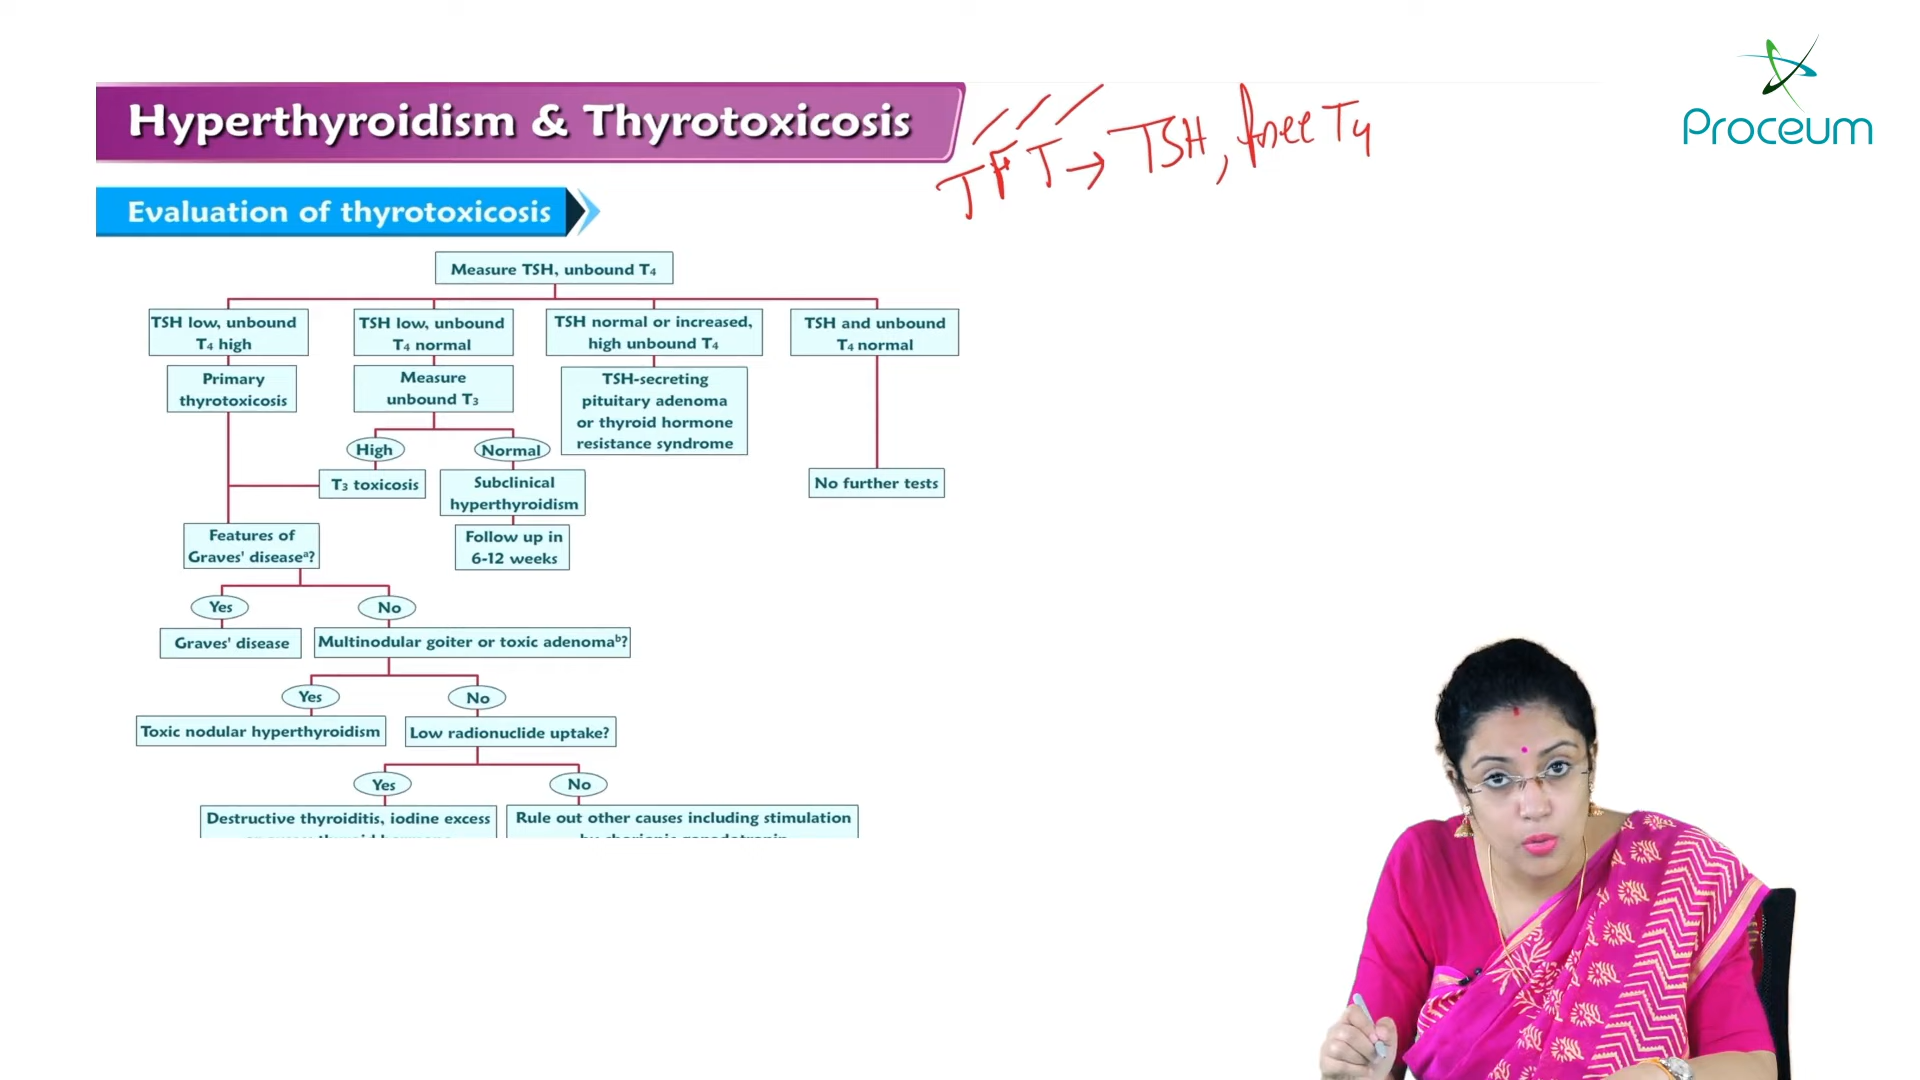 Proceum
Hyperthyroidism & Thyrotoxicosis
TFT → TSH, free T4
Evaluation of thyrotoxicosis
Measure TSH, unbound T4
TSH low, unbound
T4 high
TSH low, unbound
T4 normal
TSH normal or increased,
high unbound T4
TSH and unbound
T4 normal
Primary
thyrotoxicosis
Measure
unbound T3
TSH-secreting
pituitary adenoma
or thyroid hormone
resistance syndrome
High
Normal
T3 toxicosis
Subclinical
hyperthyroidism
No further tests
Features of
Graves' diseaseᵃ?
Follow up in
6-12 weeks
Yes
No
Graves' disease
Multinodular goiter or toxic adenomaᵇ?
Yes
No
Toxic nodular hyperthyroidism
Low radionuclide uptake?
Yes
No
Destructive thyroiditis, iodine excess
Rule out other causes including stimulation